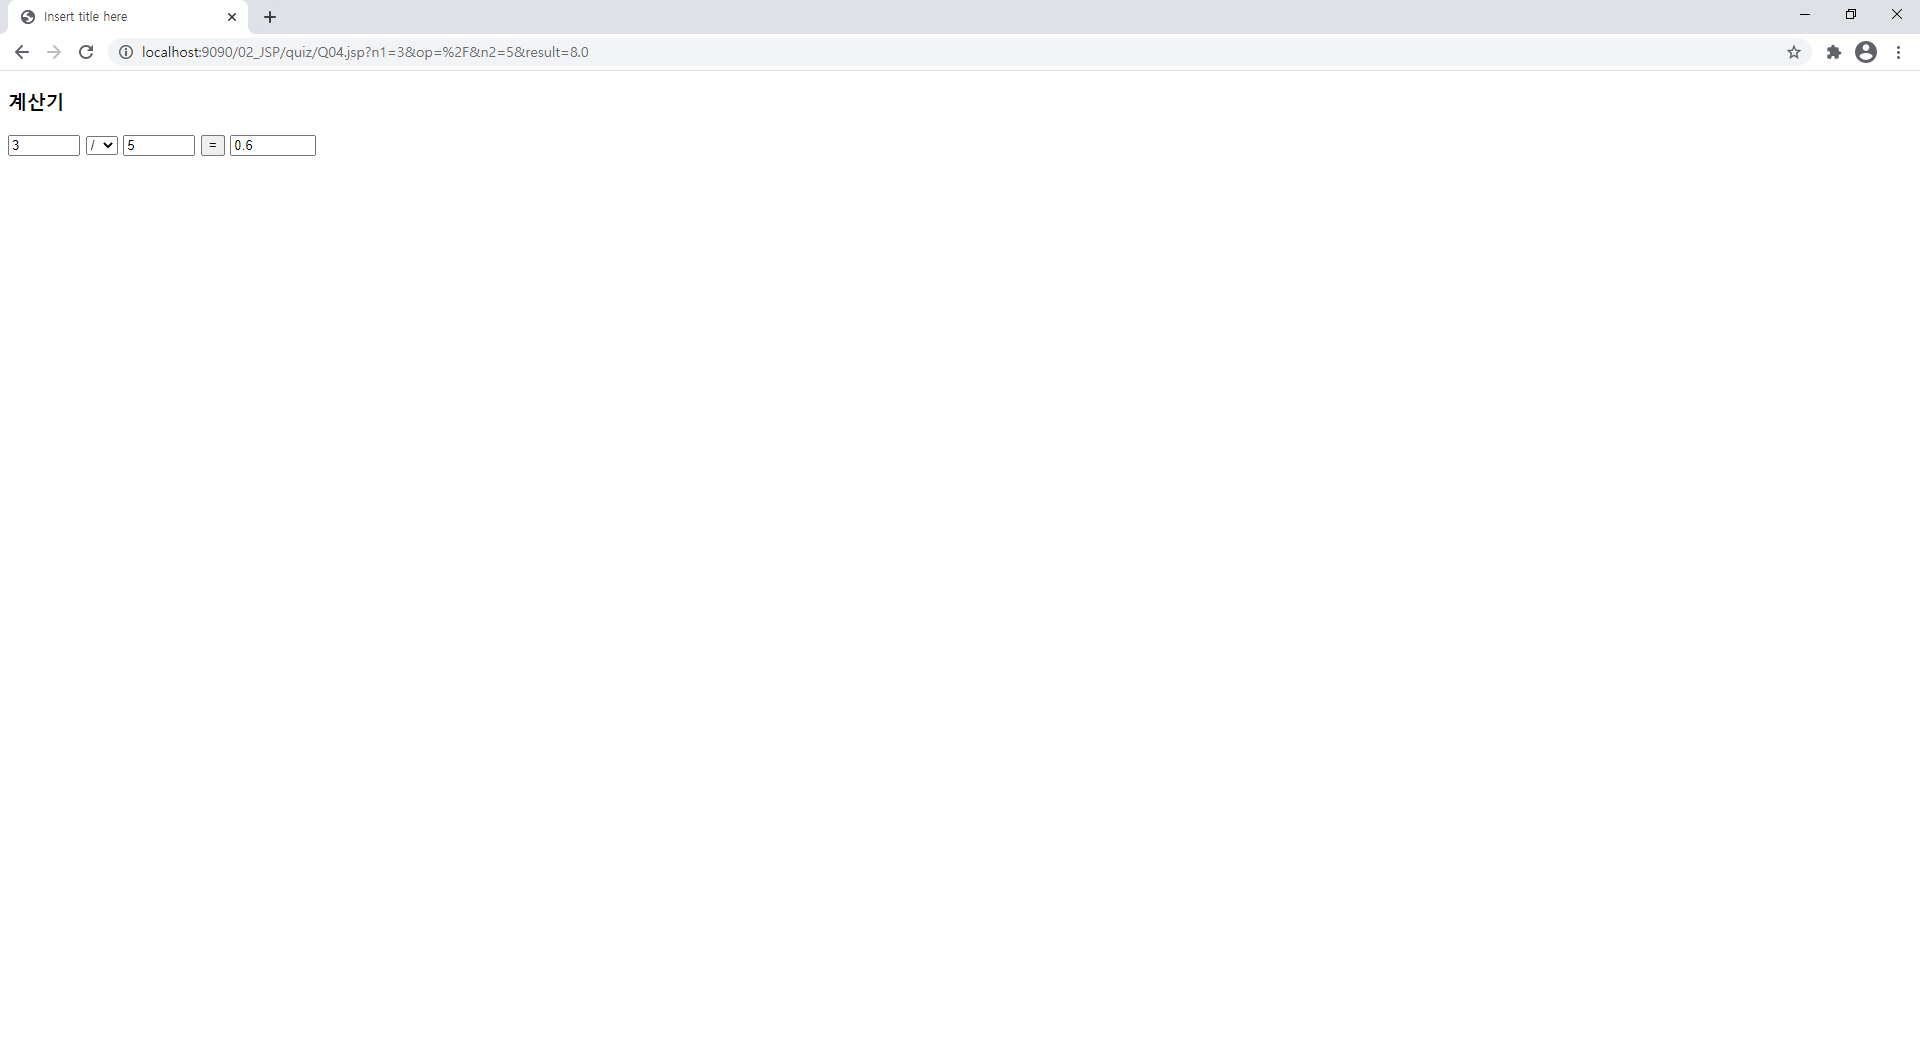 Insert title here
localhost:9090/02_JSP/quiz/Q04.jsp?n1=3&op=%2F&n2=5&result=8.0
계산기
3 / 5 = 0.6